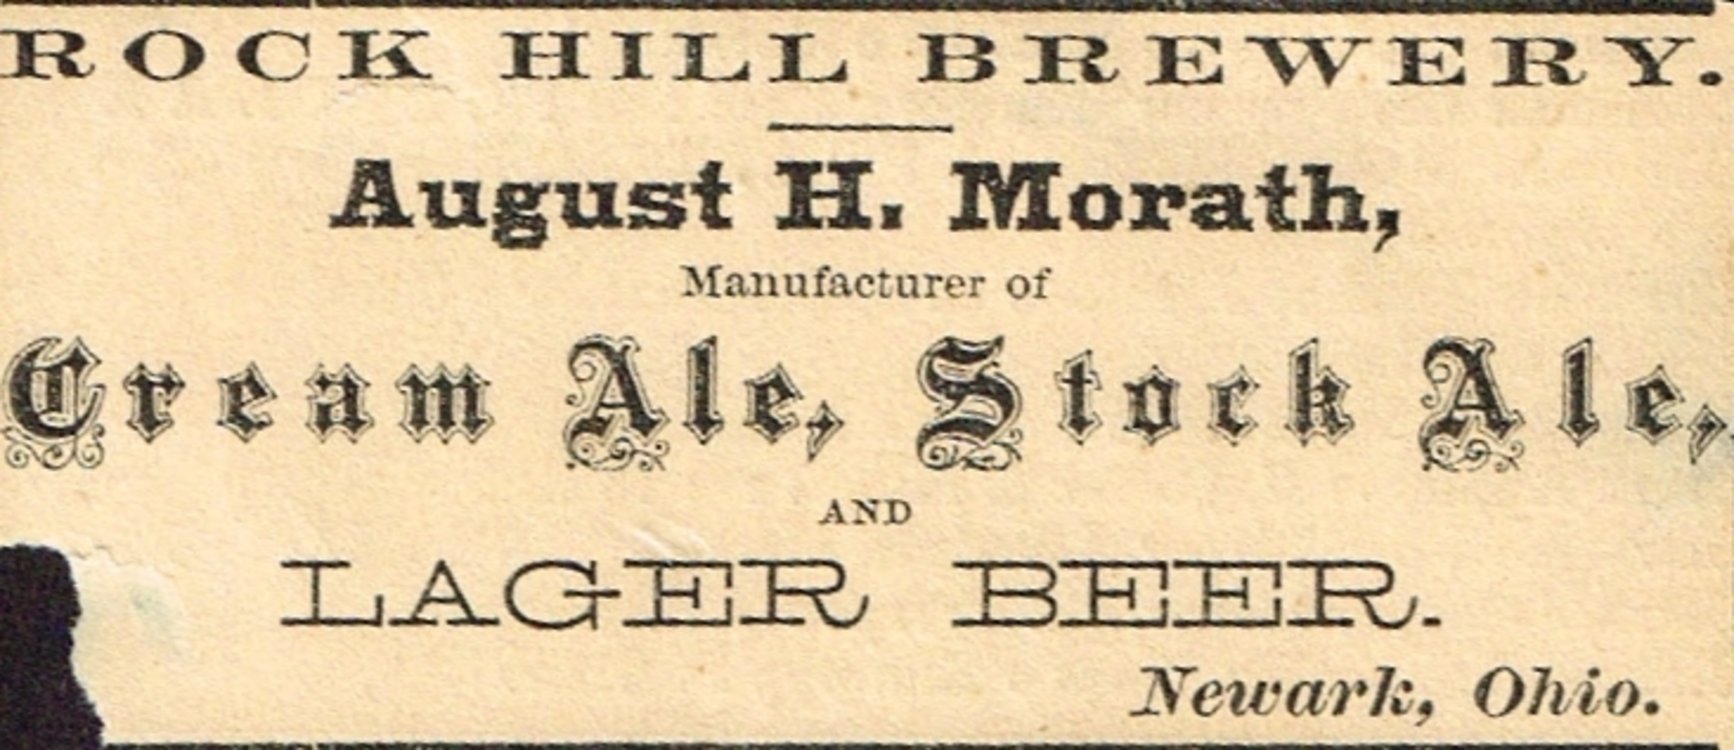 ROCK HILL BREWERY.
August H. Morath,
Manufacturer of
Cream Ale, Stock Ale,
AND
LAGER BEER.
Newark, Ohio.